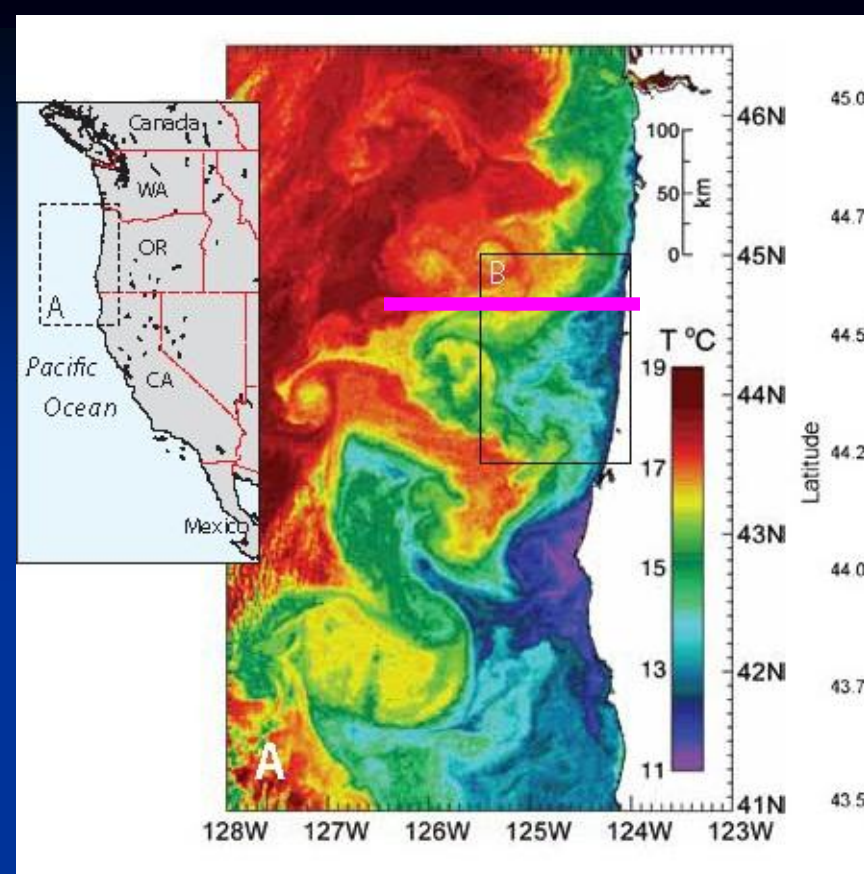 Canada
WA
OR
A
CA
Pacific
Ocean
Mexico
B
A
100
50
0
km
T °C
19
17
15
13
11
46N
45N
44N
43N
42N
41N
128W 127W 126W 125W 124W 123W
Latitude
45.0
44.7
44.5
44.2
44.0
43.7
43.5